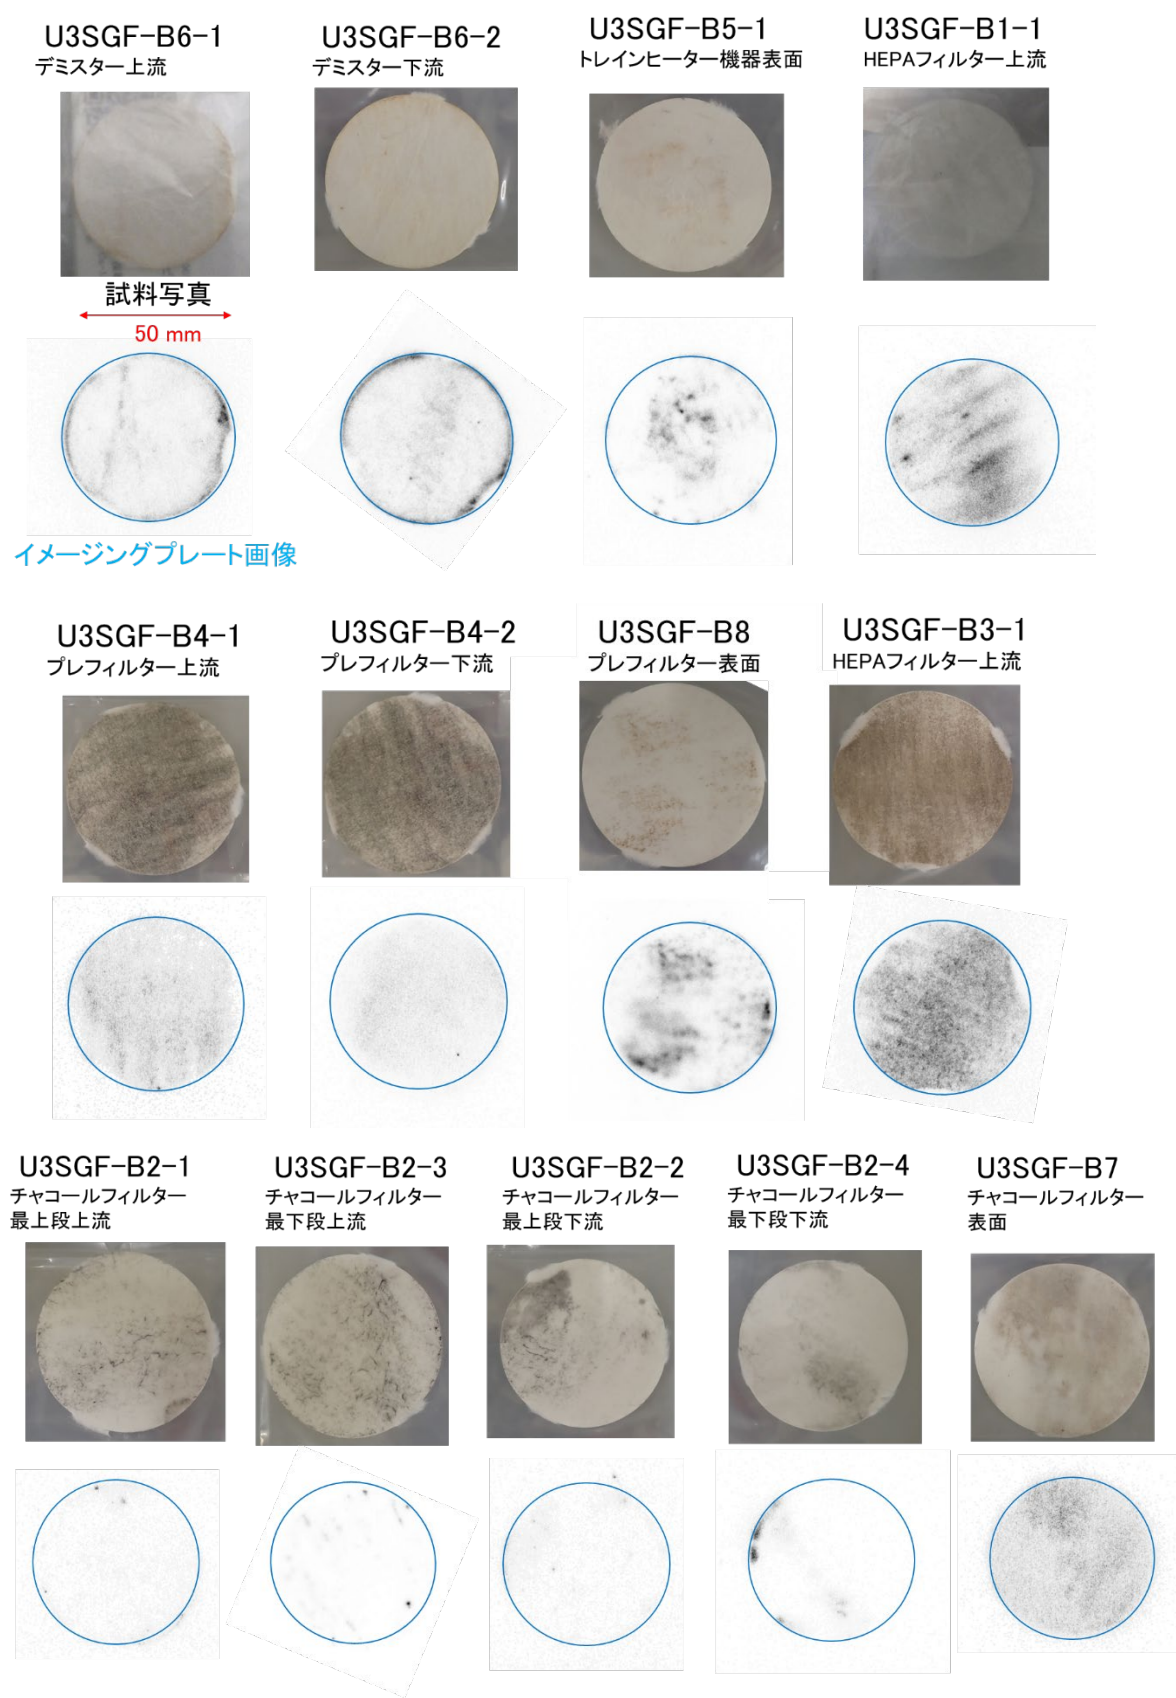 U3SGF-B6-1
デミスター上流
U3SGF-B6-2
デミスター下流
U3SGF-B5-1
トレインヒーター機器表面
U3SGF-B1-1
HEPAフィルター上流
試料写真
50 mm
イメージングプレート画像
U3SGF-B4-1
プレフィルター上流
U3SGF-B4-2
プレフィルター下流
U3SGF-B8
プレフィルター表面
U3SGF-B3-1
HEPAフィルター上流
U3SGF-B2-1
チャコールフィルター
最上段上流
U3SGF-B2-3
チャコールフィルター
最下段上流
U3SGF-B2-2
チャコールフィルター
最上段下流
U3SGF-B2-4
チャコールフィルター
最下段下流
U3SGF-B7
チャコールフィルター
表面